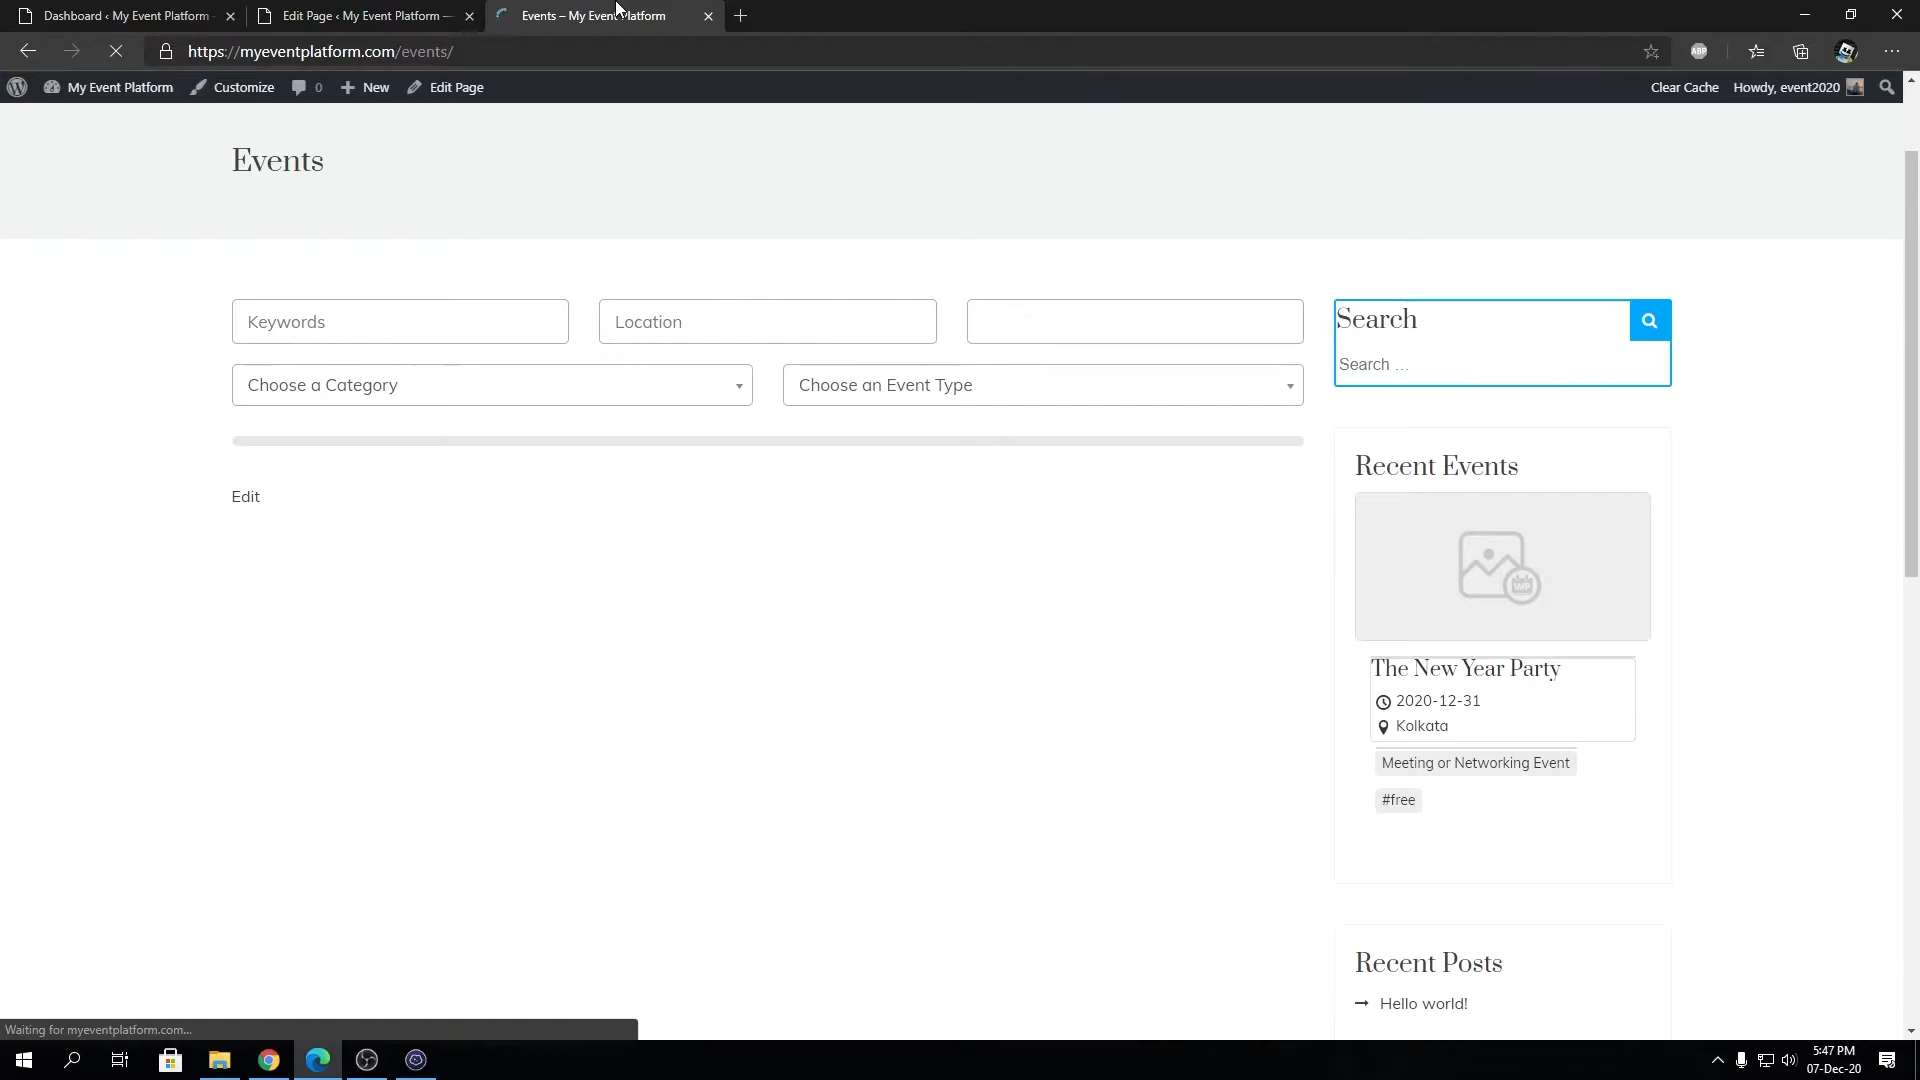 Dashboard ‹ My Event Platform
Edit Page ‹ My Event Platform —
Events – My Event Platform
https://myeventplatform.com/events/
ABP
My Event Platform
Customize
0
New
Edit Page
Clear Cache
Howdy, event2020
Events
Keywords
Location
Search
Search …
Choose a Category
Choose an Event Type
Recent Events
Edit
WP
The New Year Party
2020-12-31
Kolkata
Meeting or Networking Event
#free
Recent Posts
Hello world!
Waiting for myeventplatform.com...
5:47 PM
07-Dec-20